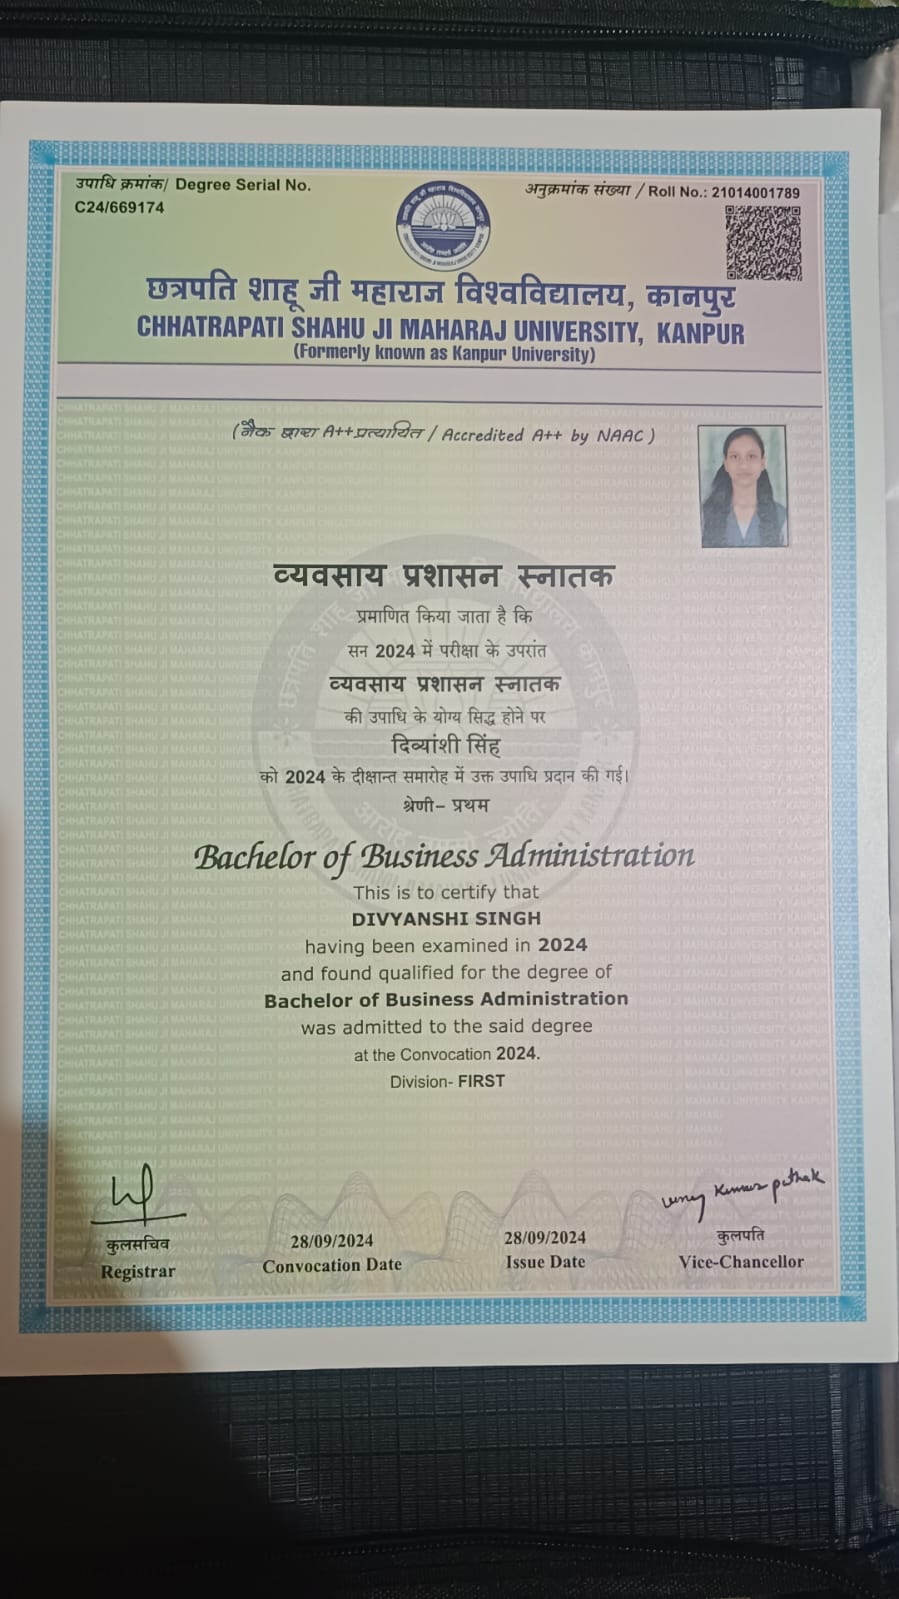 उपाधि क्रमांक/ Degree Serial No.
C24/669174
अनुक्रमांक संख्या / Roll No.: 21014001789
छत्रपति शाहू जी महाराज विश्वविद्यालय, कानपुर
CHHATRAPATI SHAHU JI MAHARAJ UNIVERSITY, KANPUR
(Formerly known as Kanpur University)
(नैक द्वारा A++प्रत्यायित / Accredited A++ by NAAC )
व्यवसाय प्रशासन स्नातक
प्रमाणित किया जाता है कि
सन 2024 में परीक्षा के उपरांत
व्यवसाय प्रशासन स्नातक
की उपाधि के योग्य सिद्ध होने पर
दिव्यांशी सिंह
को 2024 के दीक्षान्त समारोह में उक्त उपाधि प्रदान की गई।
श्रेणी– प्रथम
Bachelor of Business Administration
This is to certify that
DIVYANSHI SINGH
having been examined in 2024
and found qualified for the degree of
Bachelor of Business Administration
was admitted to the said degree
at the Convocation 2024.
Division- FIRST
कुलसचिव
Registrar
28/09/2024
Convocation Date
28/09/2024
Issue Date
कुलपति
Vice-Chancellor